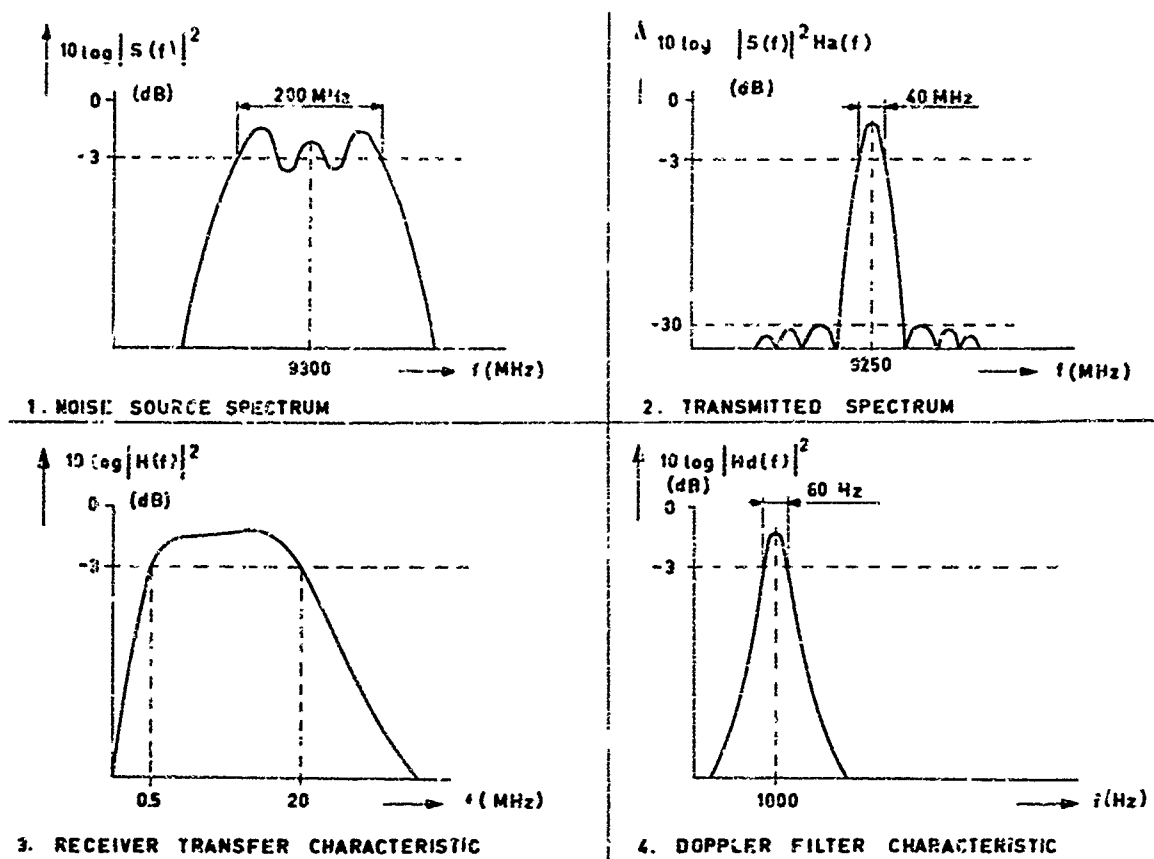 10 log |S(f)|²
(dB)
0
200 MHz
-3
9300
f (MHz)
1. NOISE SOURCE SPECTRUM
10 log |S(f)|² Ha(f)
(dB)
0
40 MHz
-3
-30
9250
f (MHz)
2. TRANSMITTED SPECTRUM
10 log |H(f)|²
(dB)
0
-3
0.5
20
f (MHz)
3. RECEIVER TRANSFER CHARACTERISTIC
10 log |Hd(f)|²
(dB)
0
60 Hz
-3
1000
f (Hz)
4. DOPPLER FILTER CHARACTERISTIC